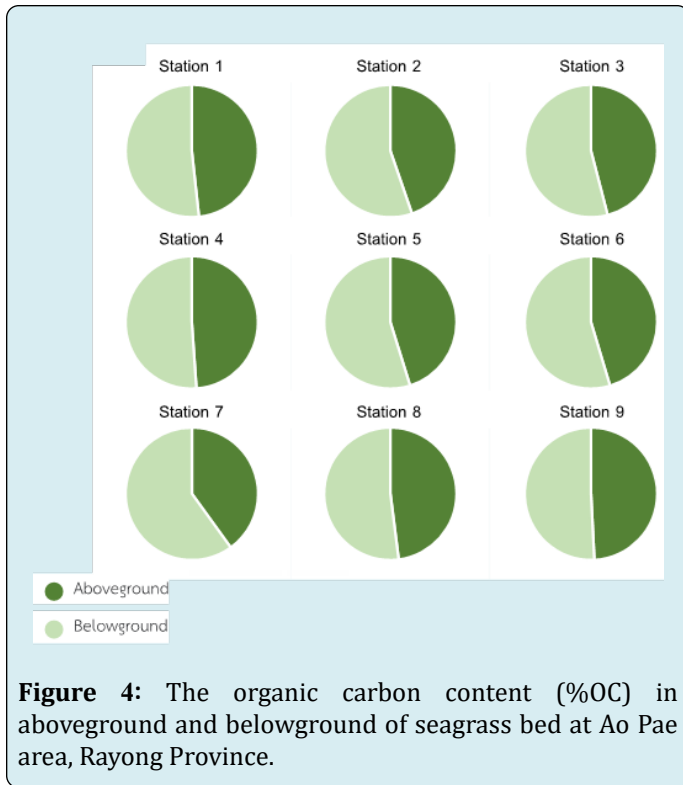 Station 1
Station 2
Station 3
Station 4
Station 5
Station 6
Station 7
Station 8
Station 9
Aboveground
Belowground
Figure 4: The organic carbon content (%OC) in
aboveground and belowground of seagrass bed at Ao Pae
area, Rayong Province.